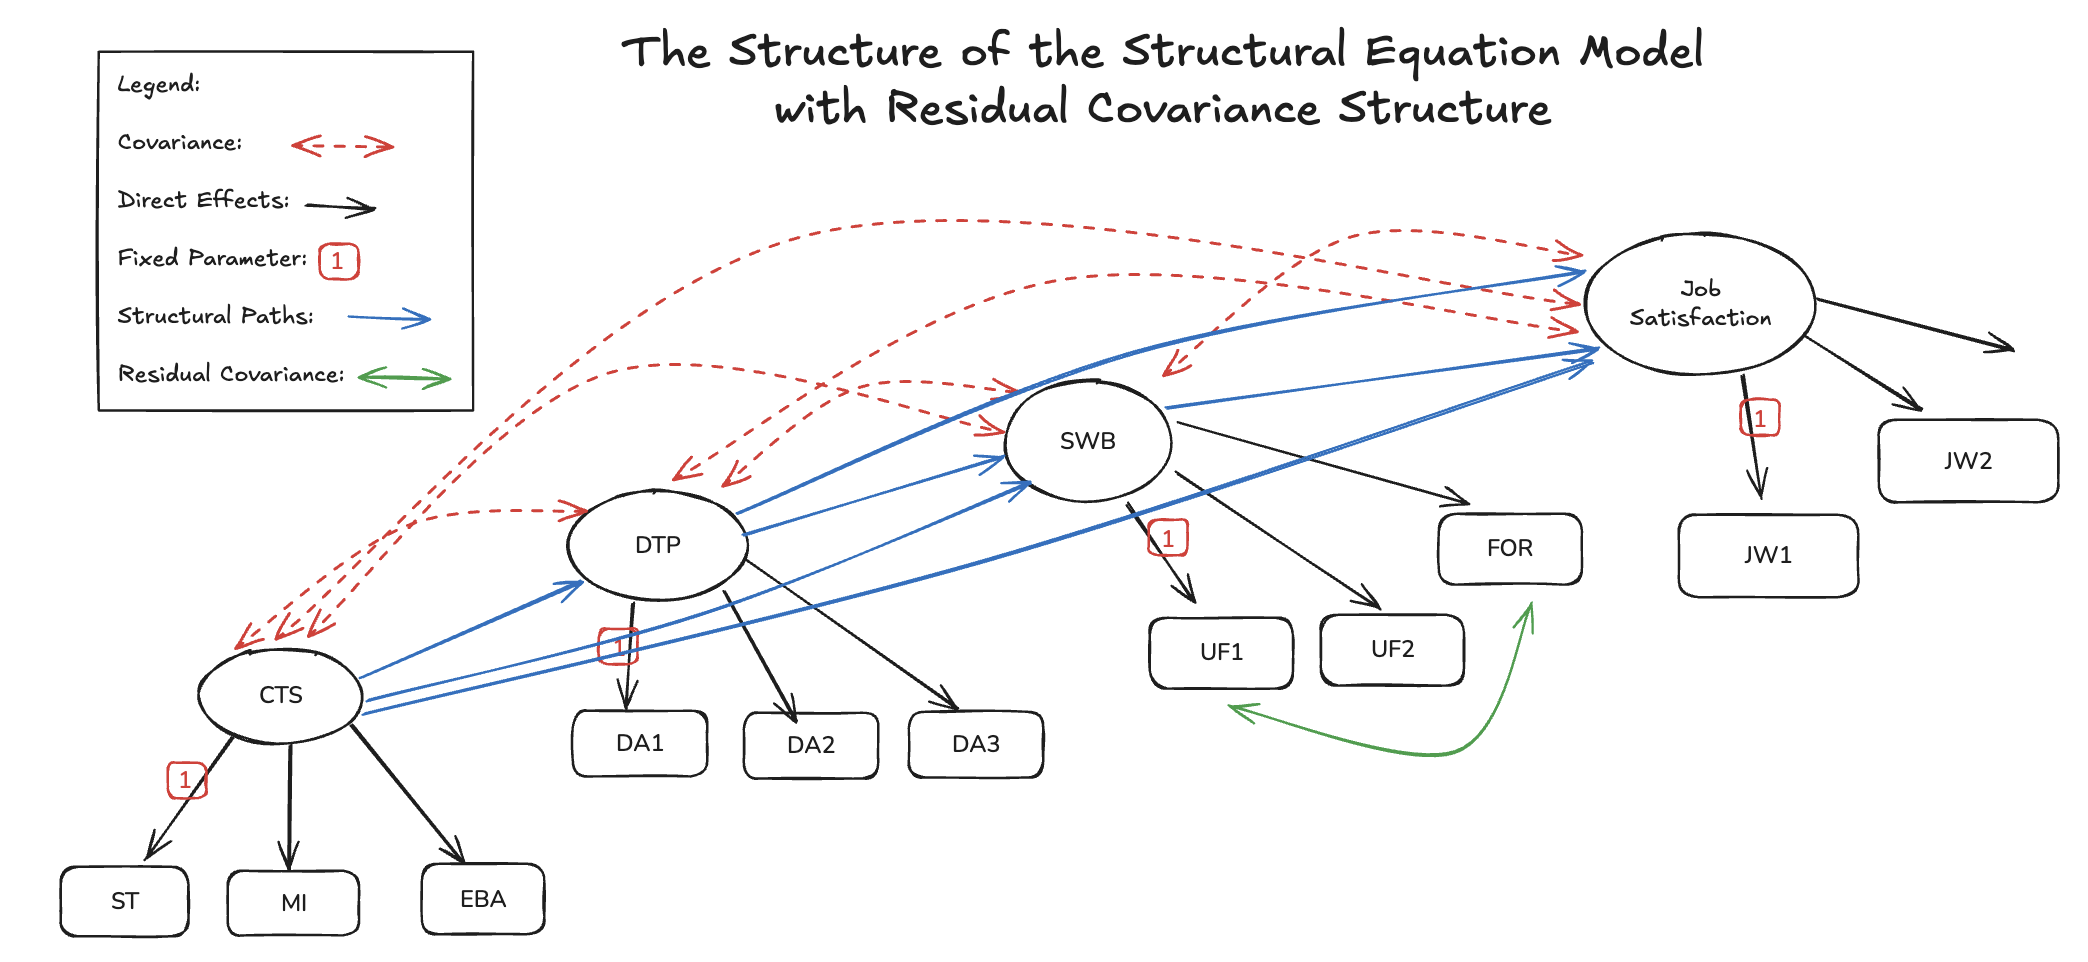 The Structure of the Structural Equation Model
with Residual Covariance Structure
Legend:
Covariance:
Direct Effects:
Fixed Parameter: 1
Structural Paths:
Residual Covariance:
Job
Satisfaction
1
JW2
SWB
1
FOR
JW1
DTP
1
UF1
UF2
CTS
DA1
DA2
DA3
1
ST
MI
EBA